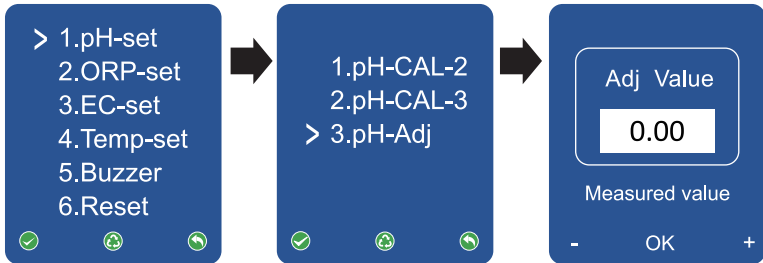 > 1.pH-set
2.ORP-set
3.EC-set
4.Temp-set
5.Buzzer
6.Reset
1.pH-CAL-2
2.pH-CAL-3
> 3.pH-Adj
Adj Value
0.00
Measured value
- OK +